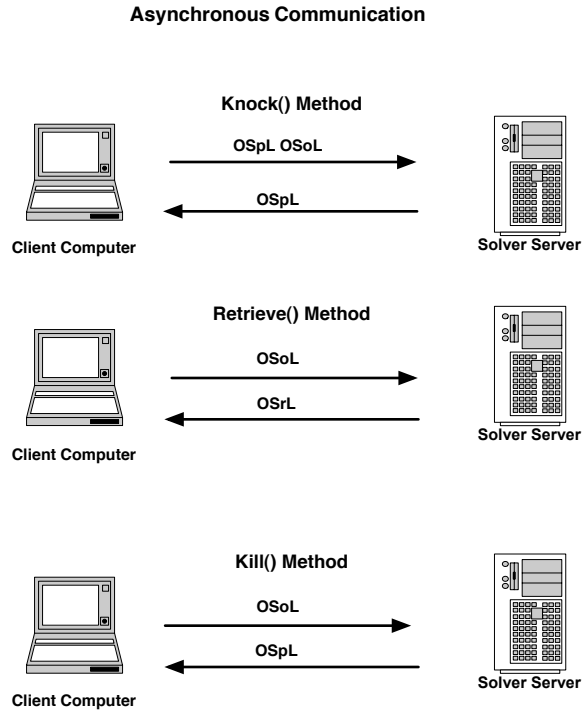 Asynchronous Communication
Knock() Method
OSpL OSoL
OSpL
Client Computer
Solver Server
Retrieve() Method
OSoL
OSrL
Client Computer
Solver Server
Kill() Method
OSoL
OSpL
Client Computer
Solver Server